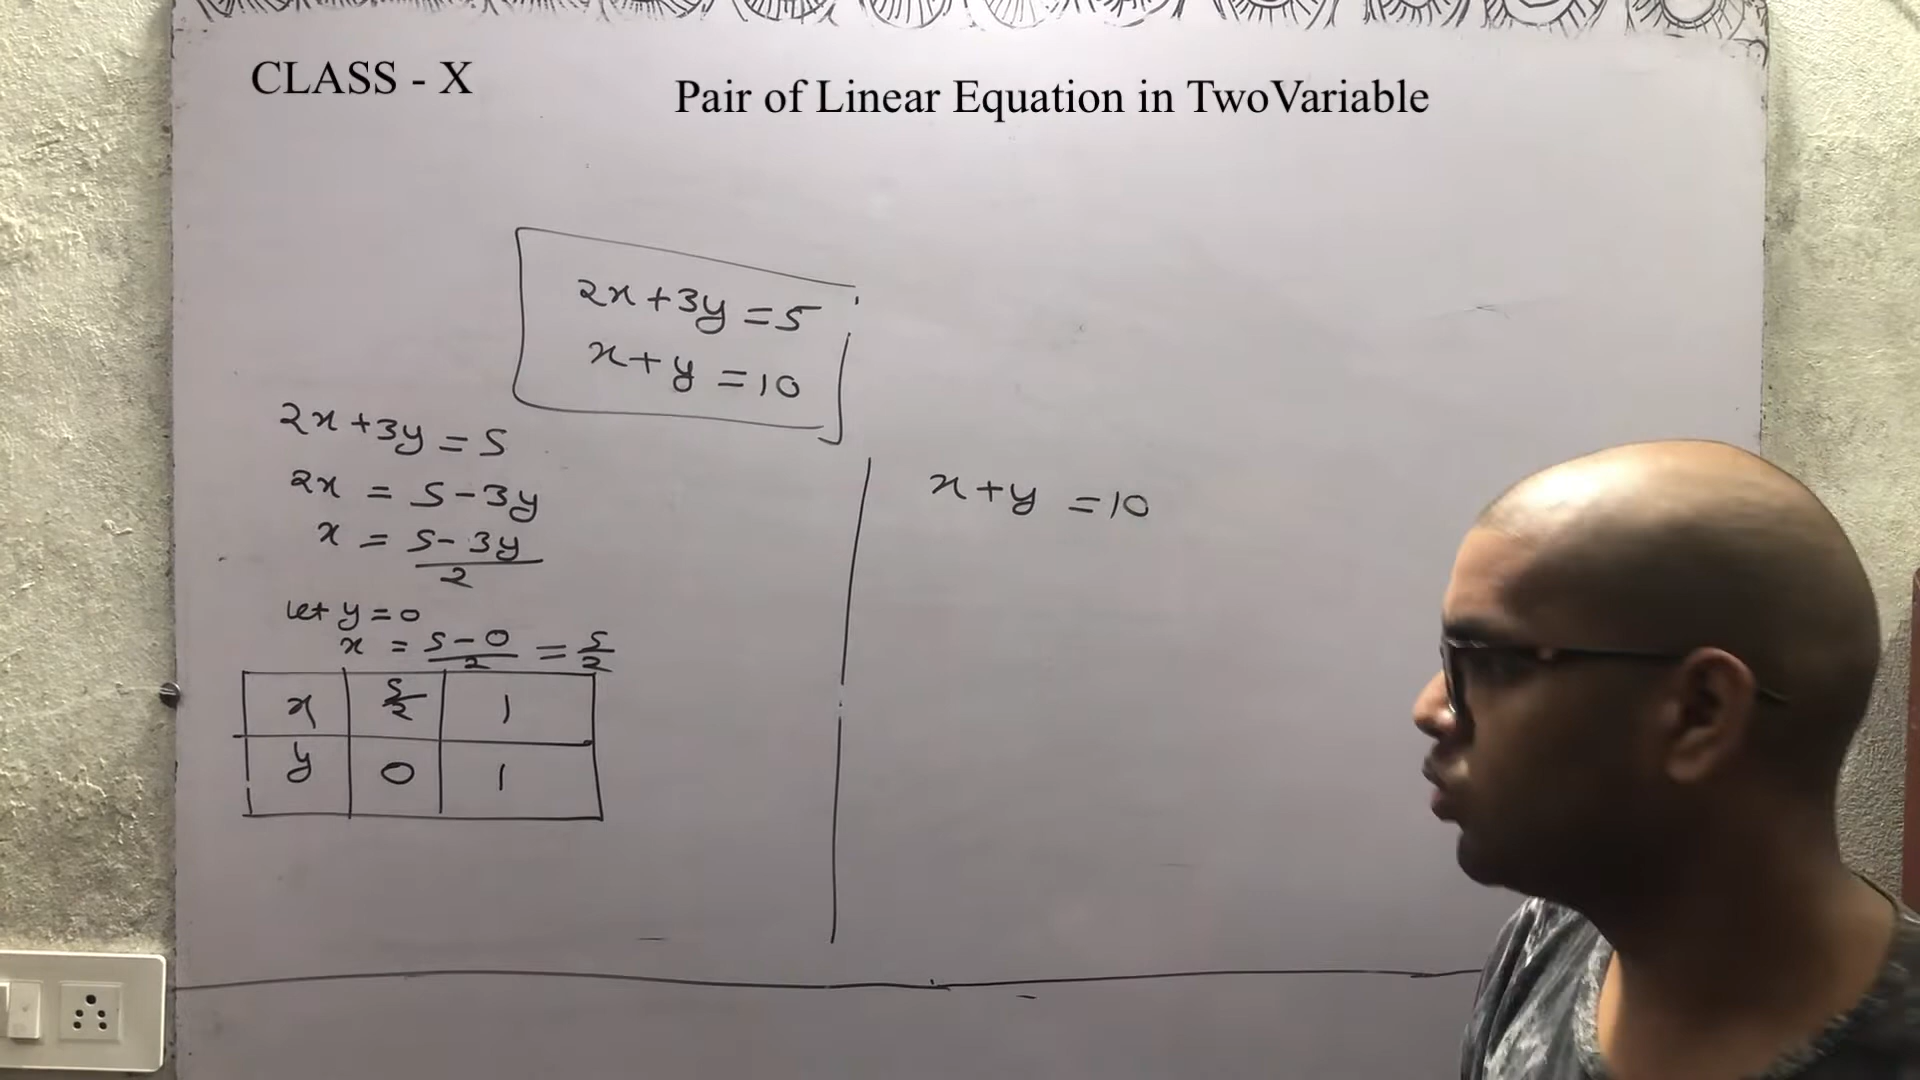 CLASS - X
Pair of Linear Equation in TwoVariable
2x+3y=5
x+y=10
2x+3y=5
2x = 5-3y
x = 5-3y
2
let y=0
x = 5-0 = 5
2 2
x 5/2 1
y 0 1
x+y=10